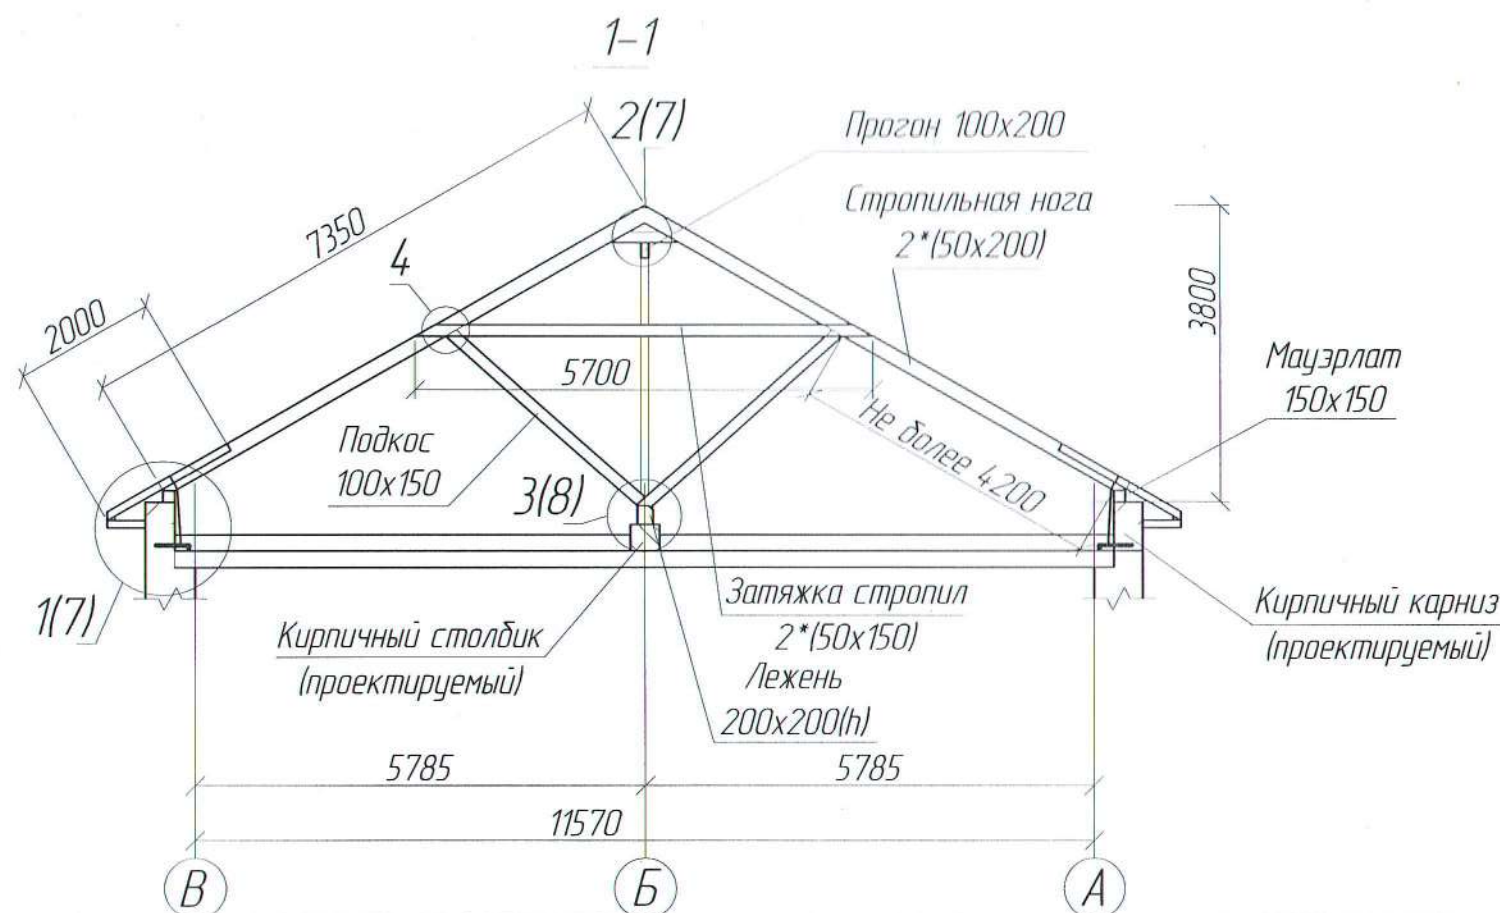 1-1
2(7)
Прогон 100х200
Стропильная нога
2*(50х200)
7350
4
2000
3800
Мауэрлат
150х150
5700
Не более 4200
Подкос
100х150
3(8)
1(7)
Затяжка стропил
2*(50х150)
Кирпичный столбик
(проектируемый)
Кирпичный карниз
(проектируемый)
Лежень
200х200(h)
5785
5785
11570
В
Б
А